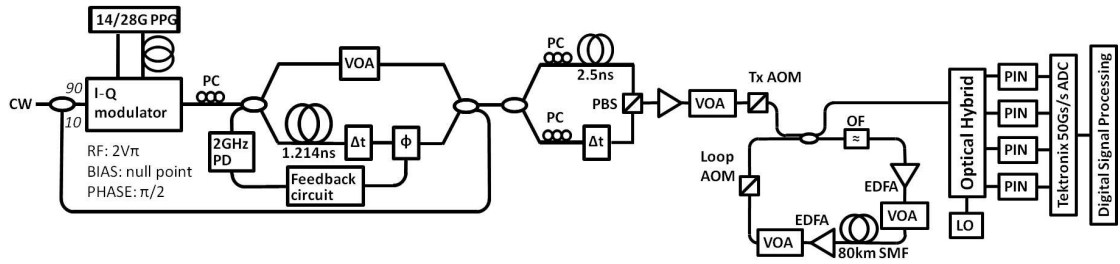 14/28G PPG
CW
90
10
I-Q
modulator
RF: 2Vπ
BIAS: null point
PHASE: π/2
PC
VOA
1.214ns
Δt
ϕ
2GHz
PD
Feedback
circuit
PC
2.5ns
PBS
PC
Δt
VOA
Tx AOM
Loop
AOM
OF
≈
EDFA
VOA
80km SMF
EDFA
VOA
Optical Hybrid
LO
PIN
PIN
PIN
PIN
Tektronix 50Gs/s ADC
Digital Signal Processing